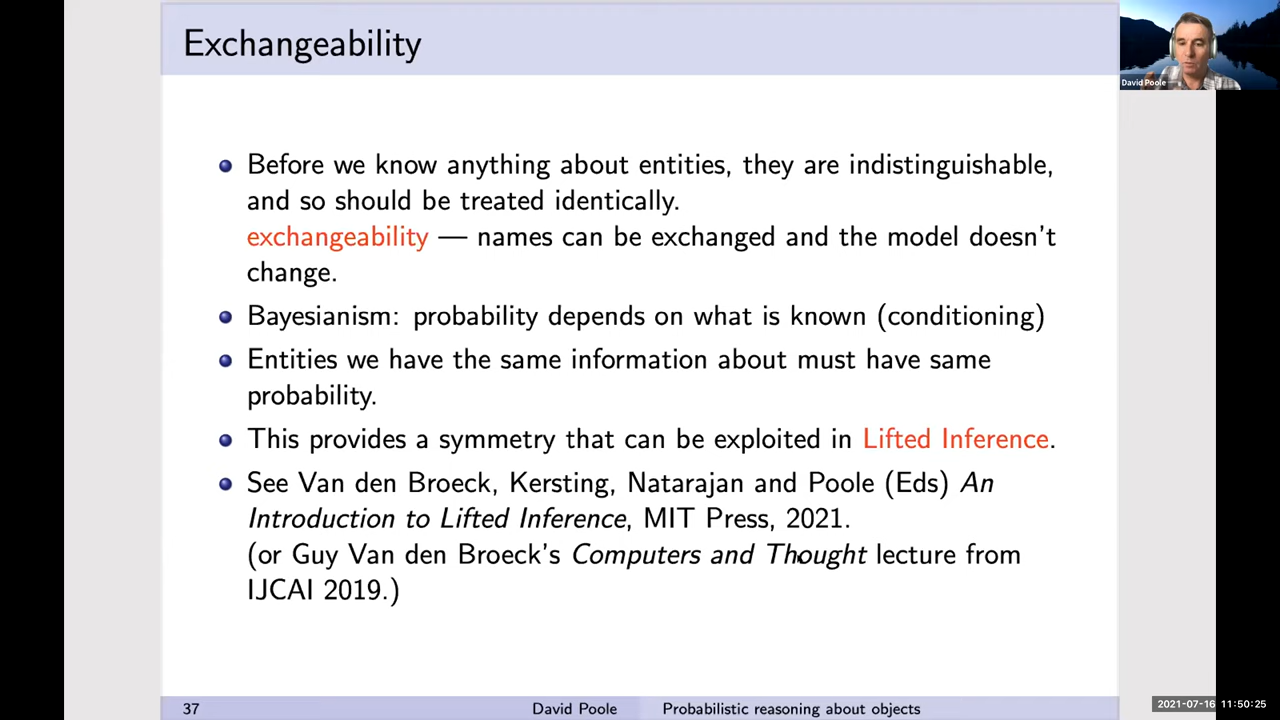 Exchangeability
David Poole
Before we know anything about entities, they are indistinguishable,
and so should be treated identically.
exchangeability — names can be exchanged and the model doesn't
change.
Bayesianism: probability depends on what is known (conditioning)
Entities we have the same information about must have same
probability.
This provides a symmetry that can be exploited in Lifted Inference.
See Van den Broeck, Kersting, Natarajan and Poole (Eds) An
Introduction to Lifted Inference, MIT Press, 2021.
(or Guy Van den Broeck's Computers and Thought lecture from
IJCAI 2019.)
37 David Poole Probabilistic reasoning about objects
2021-07-16 11:50:25